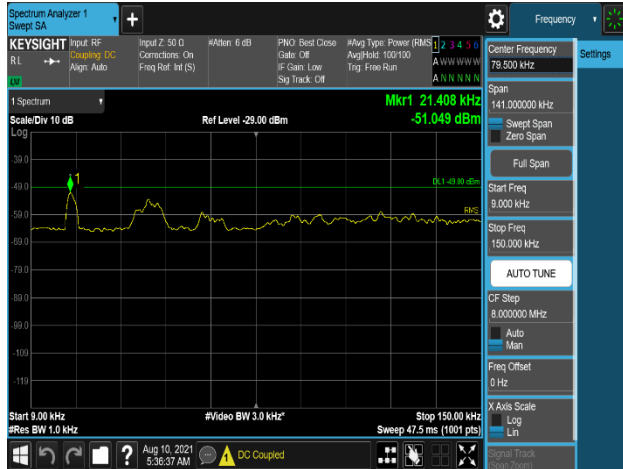 Spectrum Analyzer 1
Swept SA
+
Frequency
KEYSIGHT
R L
LV
Input: RF
Coupling: DC
Align: Auto
Input Z: 50 Ω
Corrections: On
Freq Ref: Int (S)
#Atten: 6 dB
PNO: Best Close
Gate: Off
IF Gain: Low
Sig Track: Off
#Avg Type: Power (RMS
Avg|Hold: 100/100
Trig: Free Run
1 2 3 4 5 6
A W W W W W
A N N N N N
Center Frequency
79.500 kHz
Settings
Span
141.000000 kHz
Swept Span
Zero Span
Full Span
Start Freq
9.000 kHz
Stop Freq
150.000 kHz
AUTO TUNE
CF Step
8.000000 MHz
Auto
Man
Freq Offset
0 Hz
X Axis Scale
Log
Lin
Signal Track
(Span Zoom)
1 Spectrum
Scale/Div 10 dB
Ref Level -29.00 dBm
Mkr1 21.408 kHz
-51.049 dBm
Log
1
DL1 -49.00 dBm
RMS
-39.0
-49.0
-59.0
-69.0
-79.0
-89.0
-99.0
-109
-119
Start 9.00 kHz
#Res BW 1.0 kHz
#Video BW 3.0 kHz*
Stop 150.00 kHz
Sweep 47.5 ms (1001 pts)
?
Aug 10, 2021
5:36:37 AM
1
DC Coupled